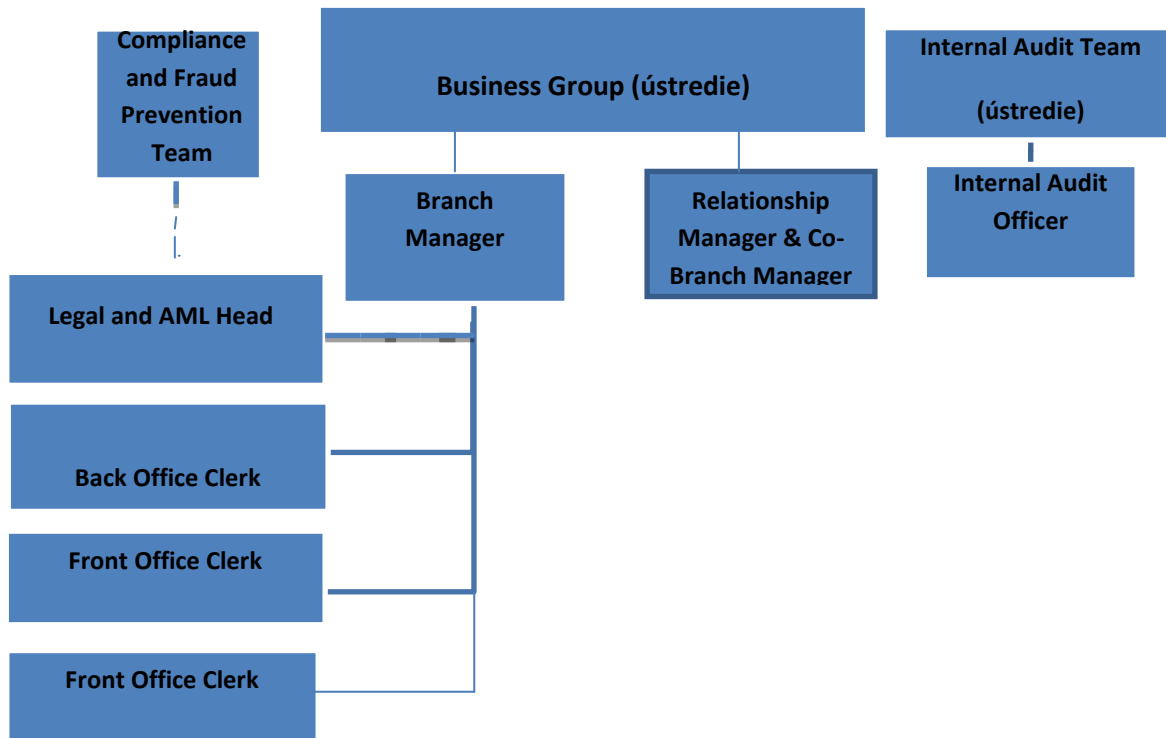 Compliance
and Fraud
Prevention
Team
Business Group (ústredie)
Internal Audit Team
(ústredie)
Branch
Manager
Relationship
Manager & Co-
Branch Manager
Internal Audit
Officer
Legal and AML Head
Back Office Clerk
Front Office Clerk
Front Office Clerk